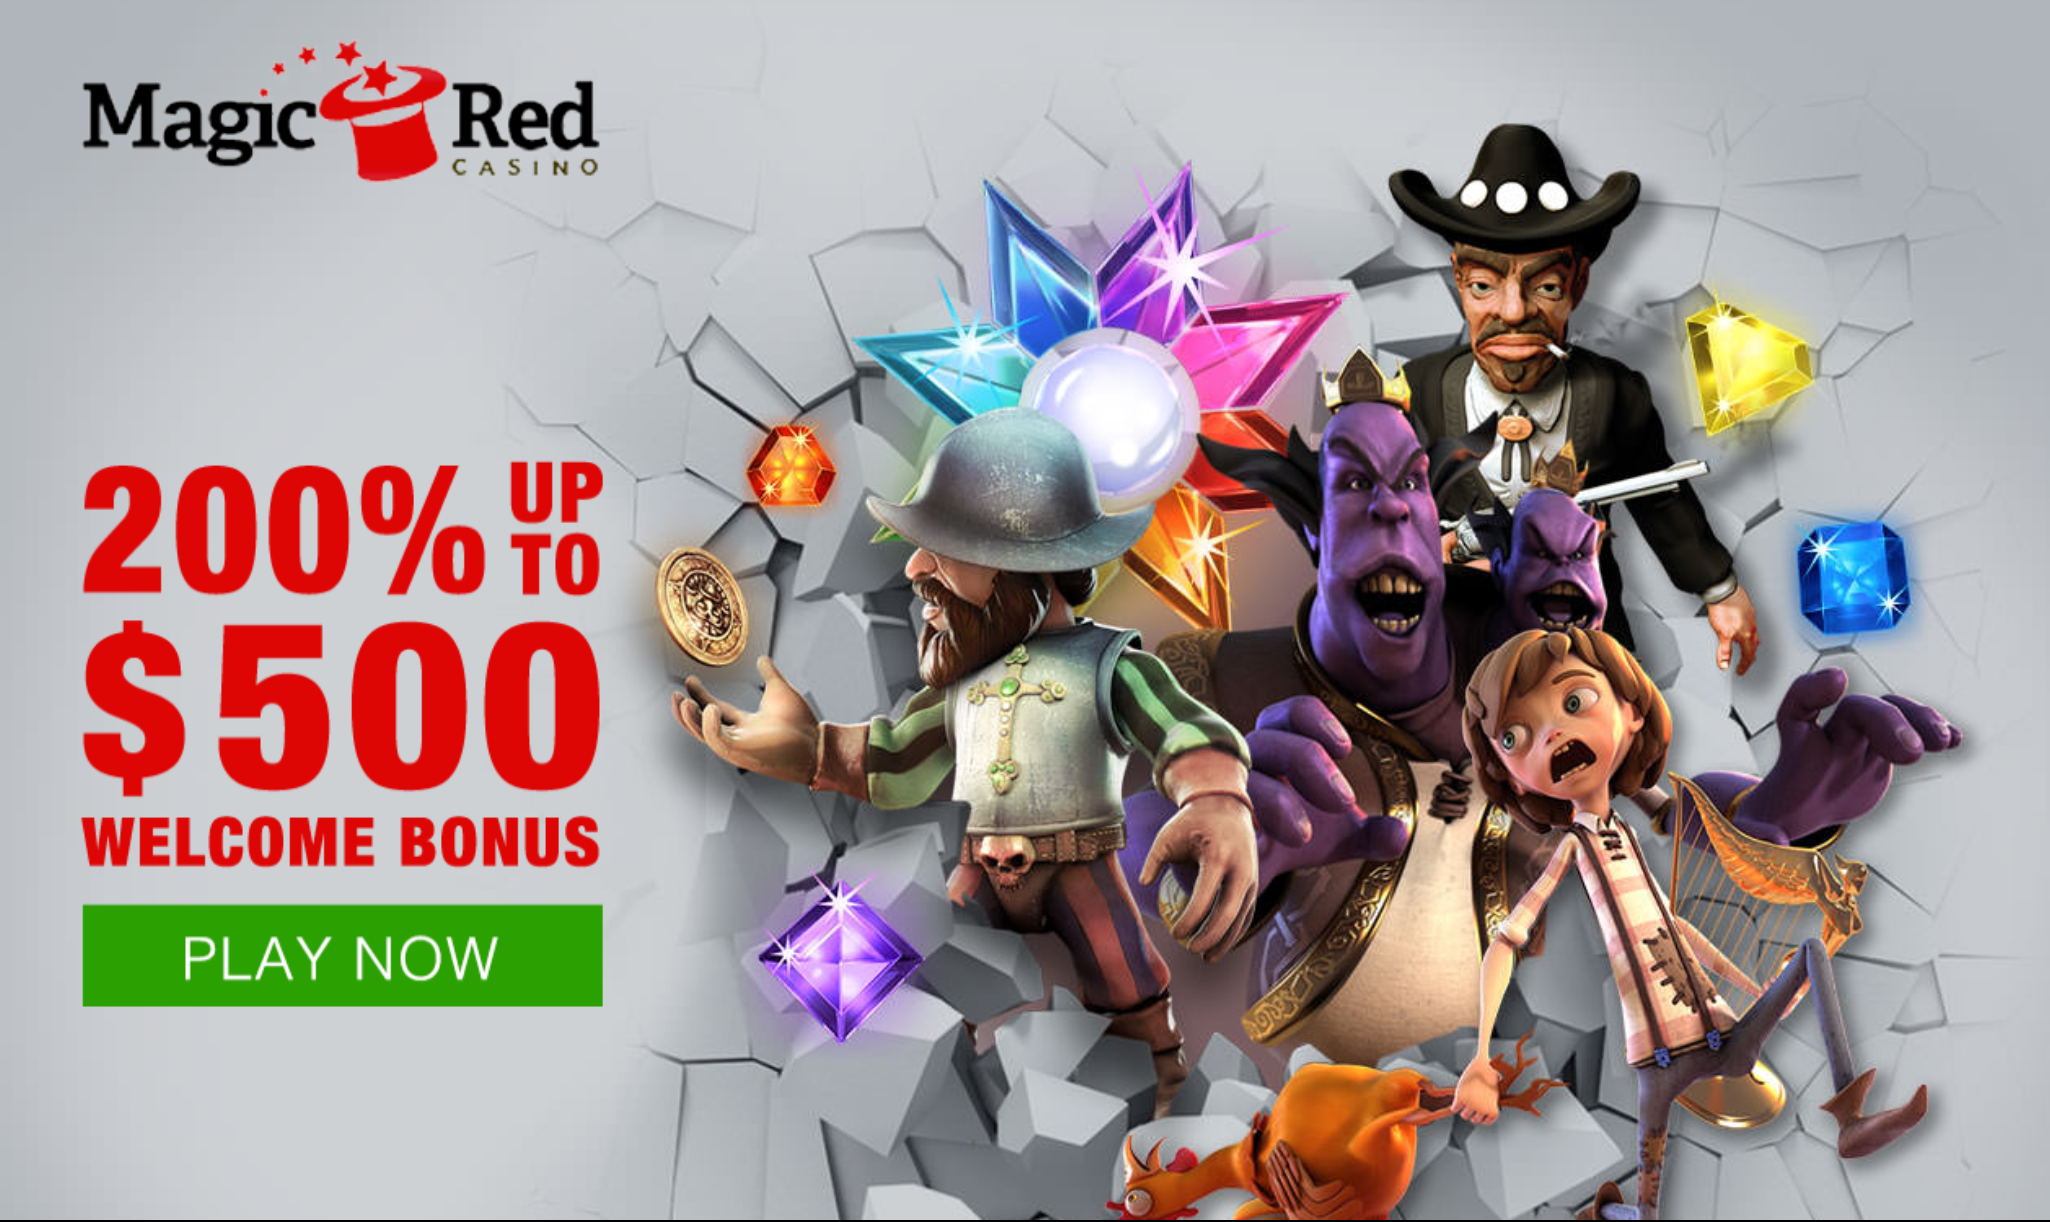 Magic Red
CASINO
200% UP TO
$500
WELCOME BONUS
PLAY NOW